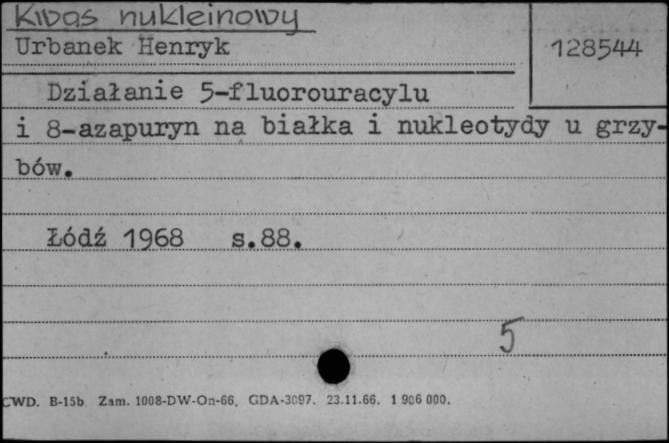 Kwas nukleinowy
Urbanek Henryk
128544
Działanie 5-fluorouracylu
i 8-azapuryn na białka i nukleotydy u grzy-
bów.
Łódź 1968 s.88.
5
CWD. B-15b Zam. 1008-DW-On-66. GDA-3097. 23.11.66. 1 906 000.